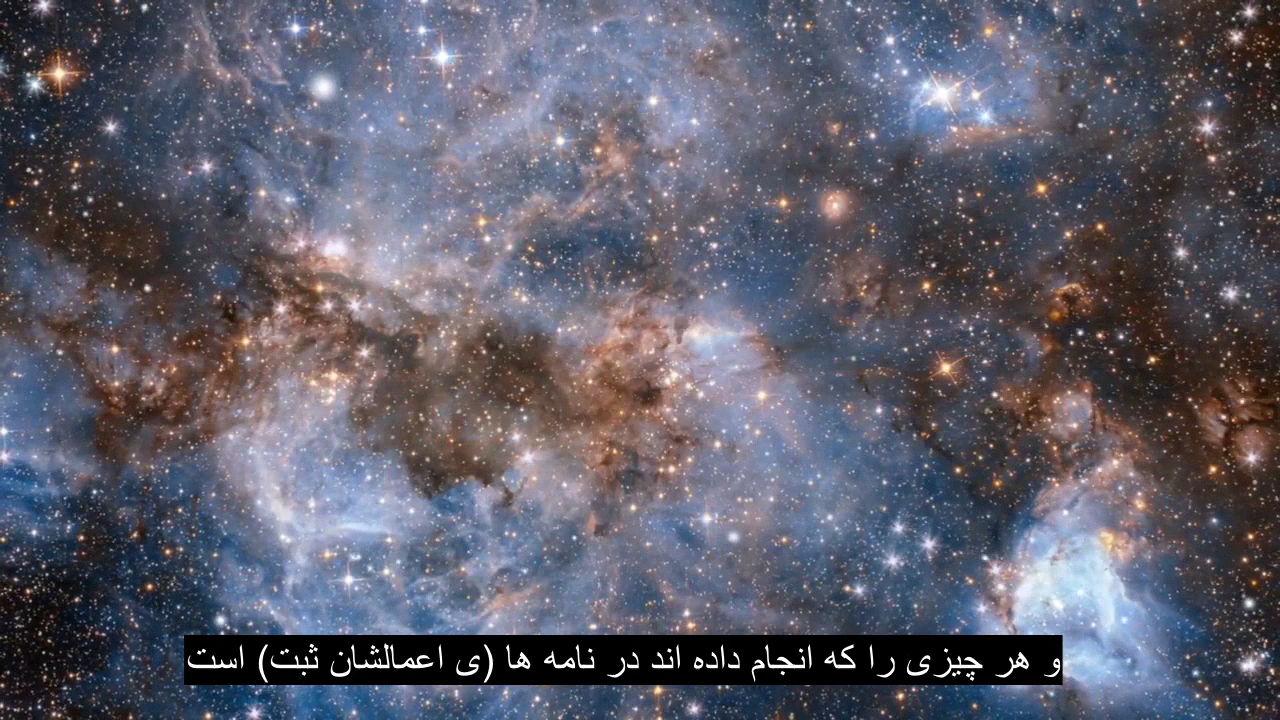 و هر چیزی را که انجام داده اند در نامه ها (ی اعمالشان ثبت) است